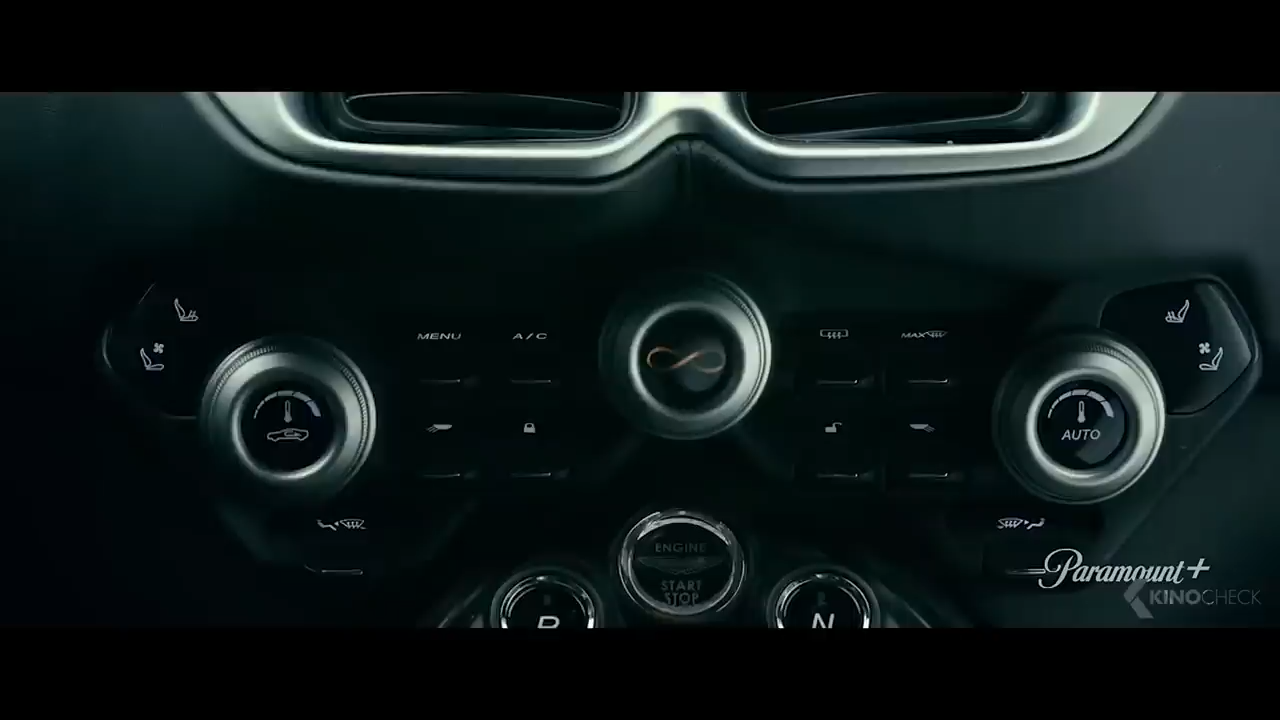 MENU
A/C
MAX
AUTO
ENGINE
START
STOP
R
N
Paramount+
KINOCHECK